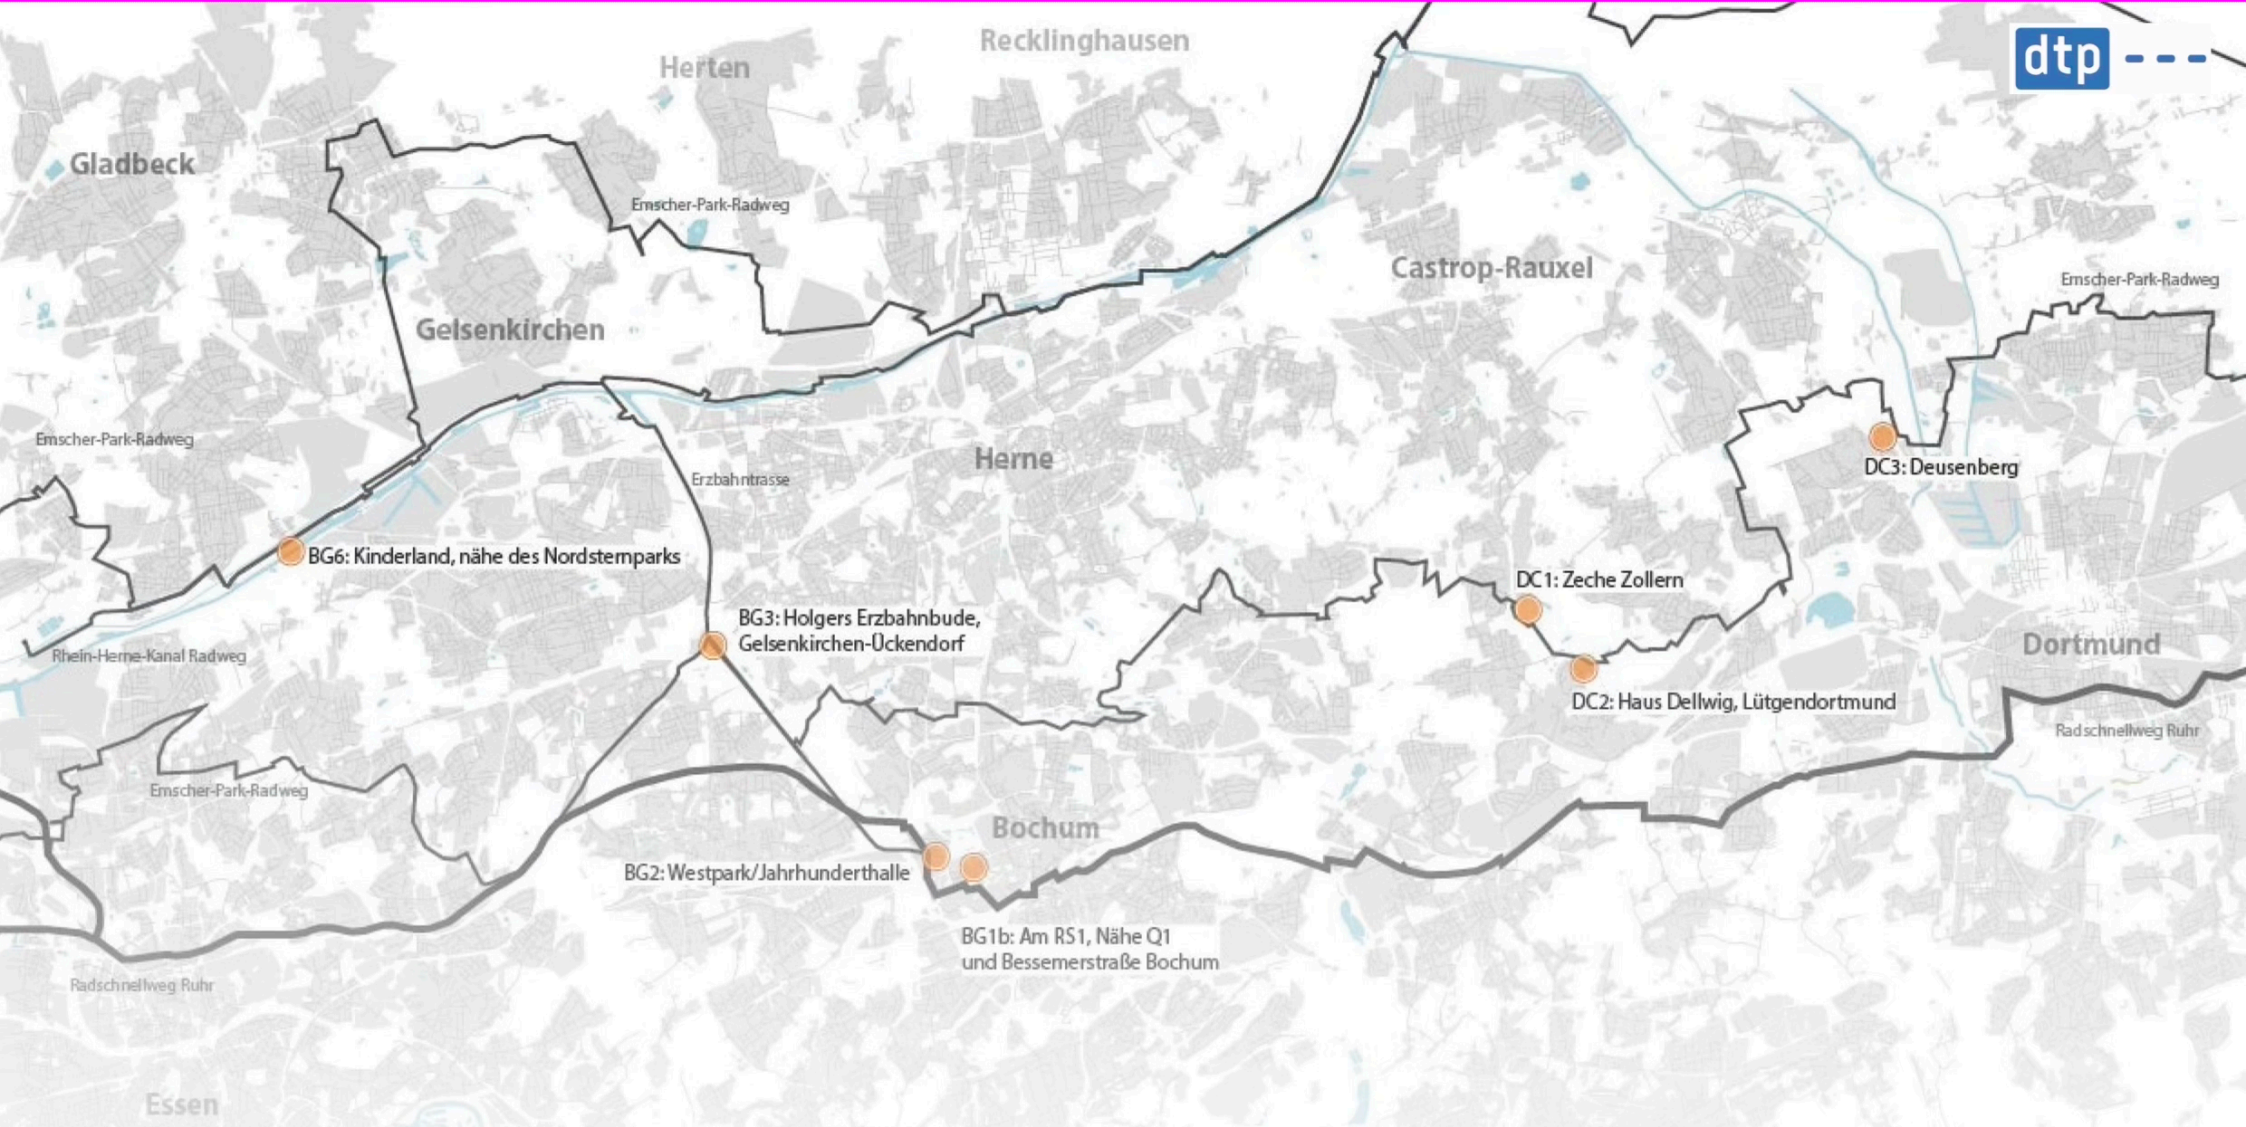 Recklinghausen
dtp
Herten
Gladbeck
Emscher-Park-Radweg
Castrop-Rauxel
Emscher-Park-Radweg
Gelsenkirchen
Emscher-Park-Radweg
Herne
DC3: Deusenberg
Erzbahntrasse
BG6: Kinderland, nähe des Nordsternparks
DC1: Zeche Zollern
BG3: Holgers Erzbahnbude,
Gelsenkirchen-Ückendorf
Dortmund
Rhein-Herne-Kanal Radweg
DC2: Haus Dellwig, Lütgendortmund
Radschnellweg Ruhr
Emscher-Park-Radweg
Bochum
BG2: Westpark/Jahrhunderthalle
BG1b: Am RS1, Nähe Q1
und Bessemerstraße Bochum
Radschnellweg Ruhr
Essen